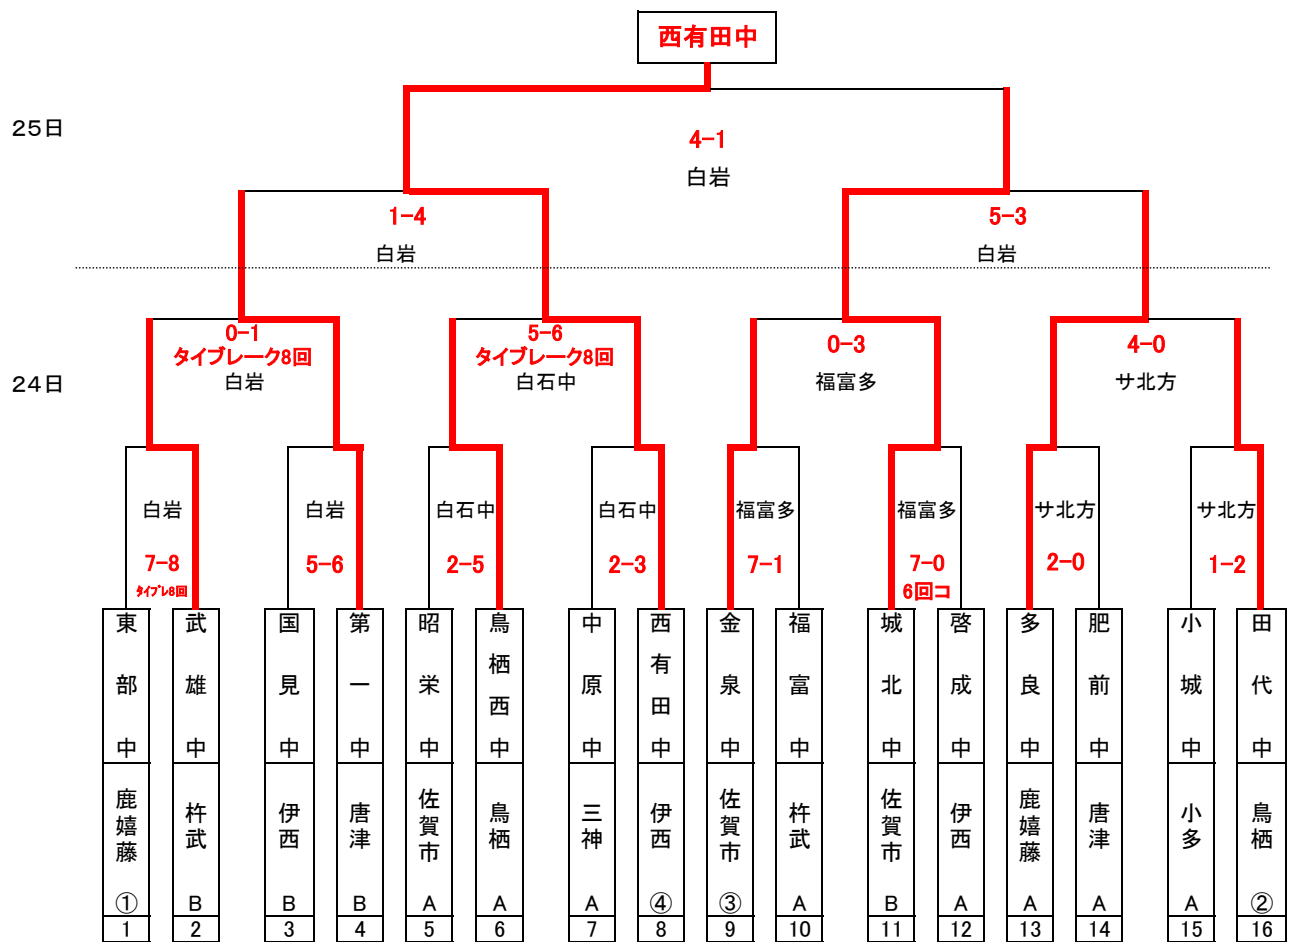 西有田中
25日
4-1
白岩
1-4
5-3
白岩
白岩
0-1
5-6
タイブレーク8回
タイブレーク8回
0-3
4-0
24日
白岩
白石中
福富多
サ北方
白岩
白岩
白石中
白石中
福富多
福富多
サ北方
サ北方
7-8
5-6
2-5
2-3
7-1
7-0
2-0
1-2
タイブレ8回
6回コ
東部中
武雄中
国見中
第一中
昭栄中
鳥栖西中
中原中
西有田中
金泉中
福富中
城北中
啓成中
多良中
肥前中
小城中
田代中
鹿嬉藤
杵武
伊西
唐津
佐賀市
鳥栖
三神
伊西
佐賀市
杵武
佐賀市
伊西
鹿嬉藤
唐津
小多
鳥栖
① B B B A A A ④ ③ A B A A A A ②
1 2 3 4 5 6 7 8 9 10 11 12 13 14 15 16